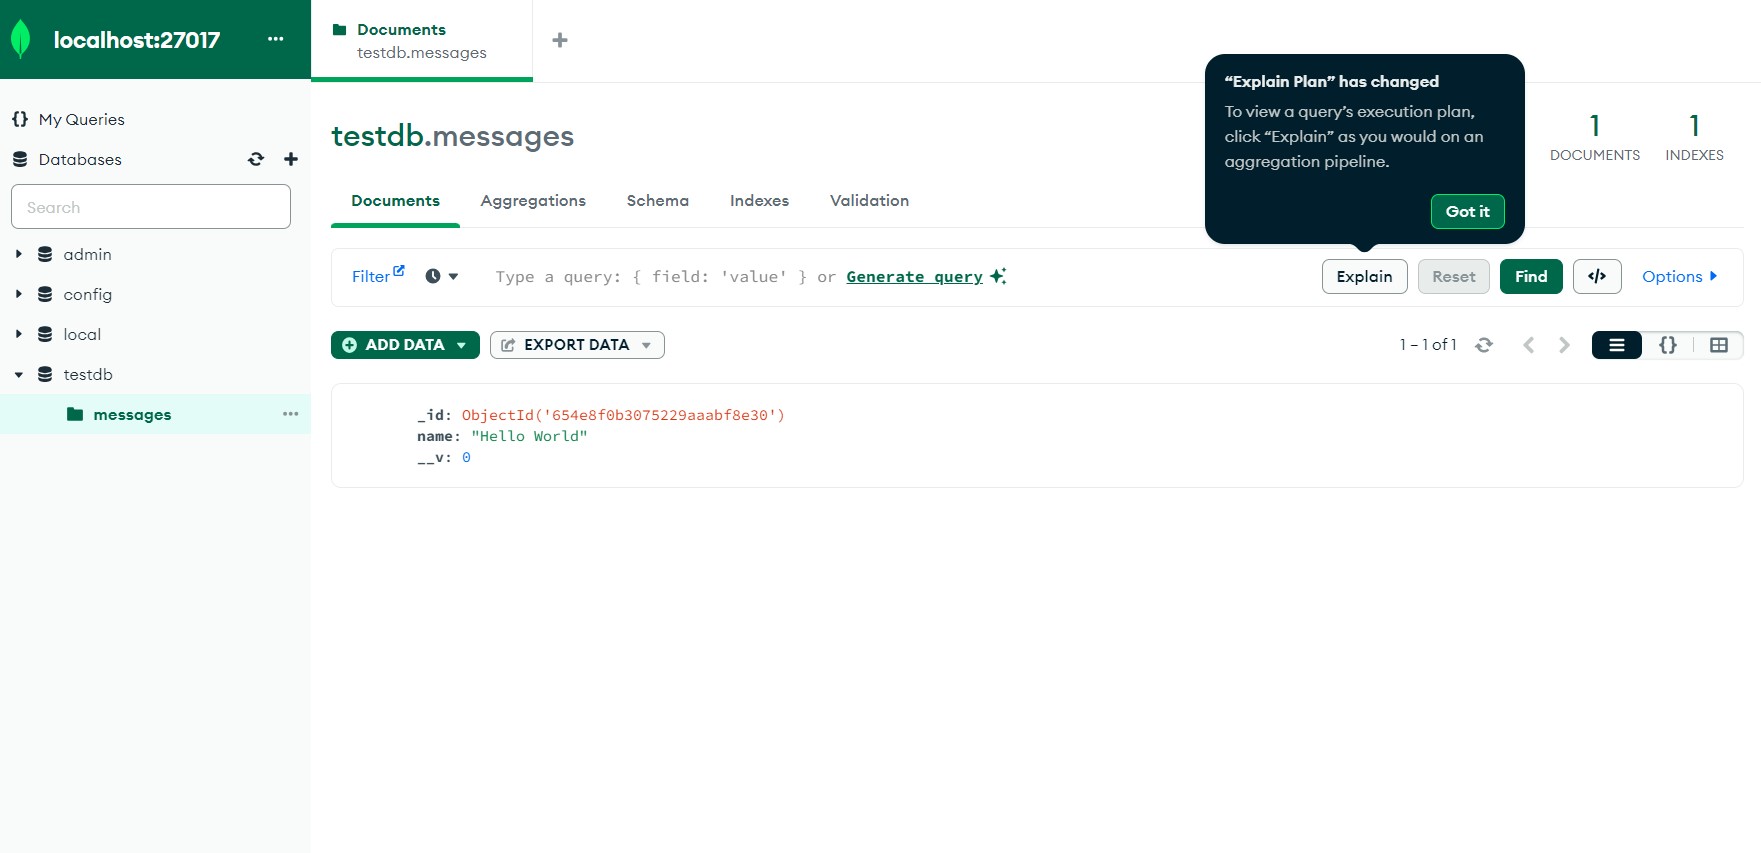 localhost:27017
Documents
testdb.messages
My Queries
Databases
Search
admin
config
local
testdb
messages
testdb.messages
“Explain Plan” has changed
To view a query’s execution plan,
click “Explain” as you would on an
aggregation pipeline.
Got it
1
DOCUMENTS
1
INDEXES
Documents
Aggregations
Schema
Indexes
Validation
Filter
Type a query: { field: 'value' } or Generate query
Explain
Reset
Find
</>
Options
ADD DATA
EXPORT DATA
1 – 1 of 1
{}
_id: ObjectId('654e8f0b3075229aaabf8e30')
name: "Hello World"
__v: 0